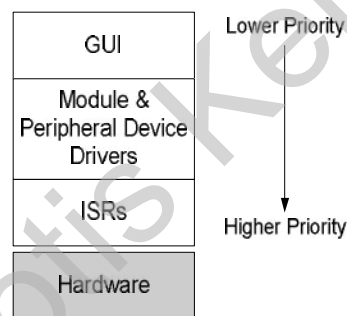 GUI
Lower Priority
Module &
Peripheral Device
Drivers
ISRs
Higher Priority
Hardware